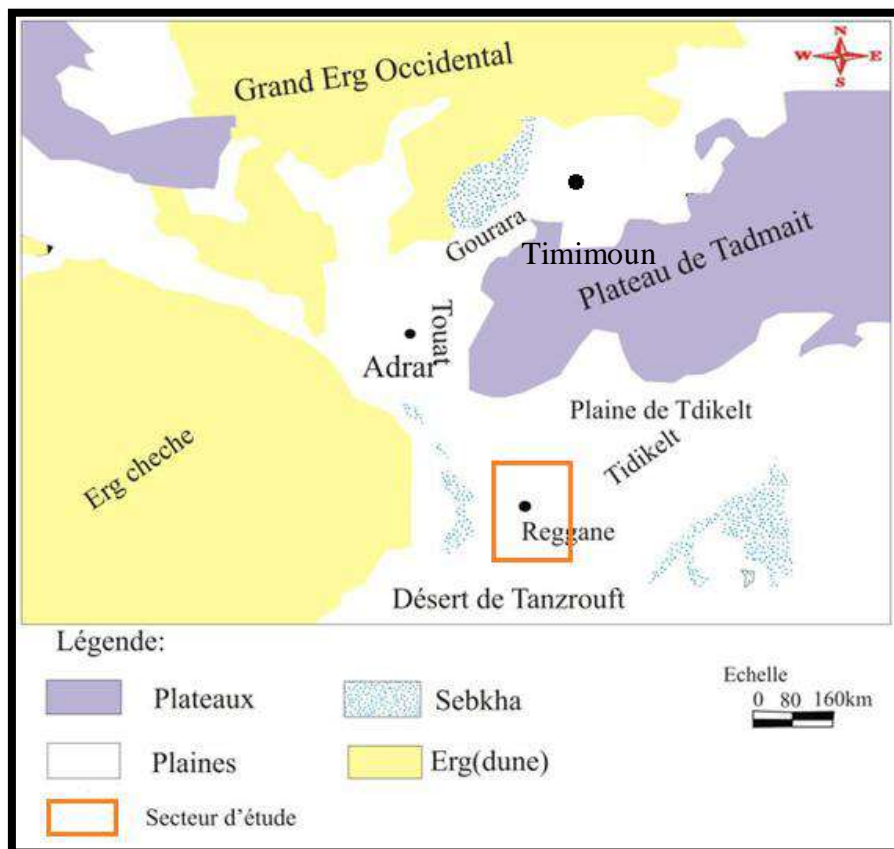 N
W E
S
Grand Erg Occidental
Gourara
Timimoun
Plateau de Tadmait
Touat
Adrar
Plaine de Tdikelt
Tidikelt
Erg cheche
Reggane
Désert de Tanzrouft
Légende:
Plateaux
Sebkha
Plaines
Erg(dune)
Secteur d'étude
Echelle
0 80 160km